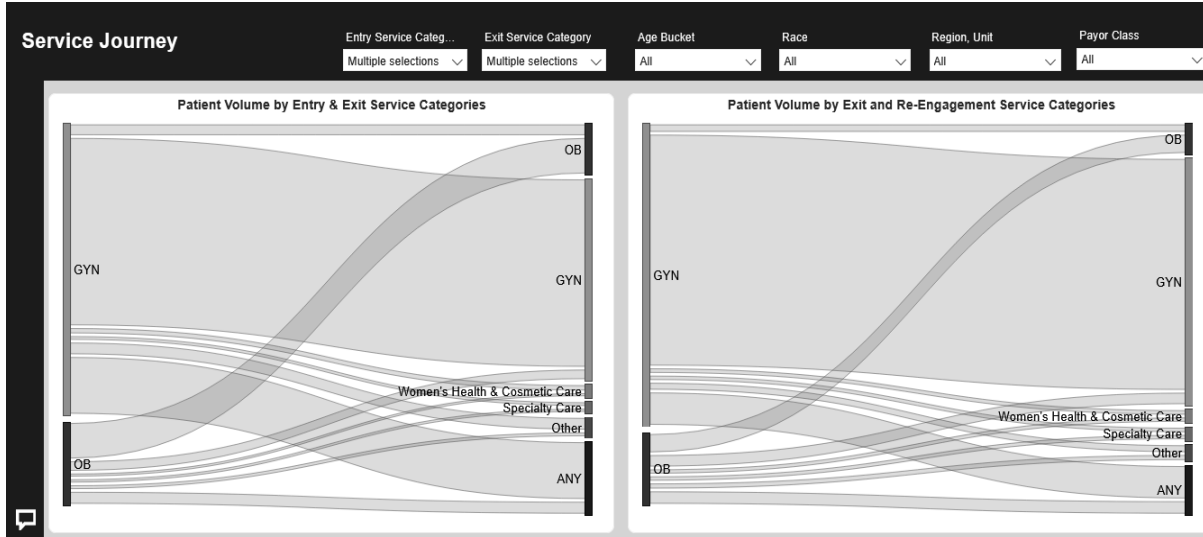 Service Journey
Entry Service Categ...
Exit Service Category
Age Bucket
Race
Region, Unit
Payor Class
Multiple selections
Multiple selections
All
All
All
All
Patient Volume by Entry & Exit Service Categories
OB
GYN
GYN
Women's Health & Cosmetic Care
Specialty Care
Other
OB
ANY
Patient Volume by Exit and Re-Engagement Service Categories
OB
GYN
GYN
Women's Health & Cosmetic Care
Specialty Care
Other
OB
ANY